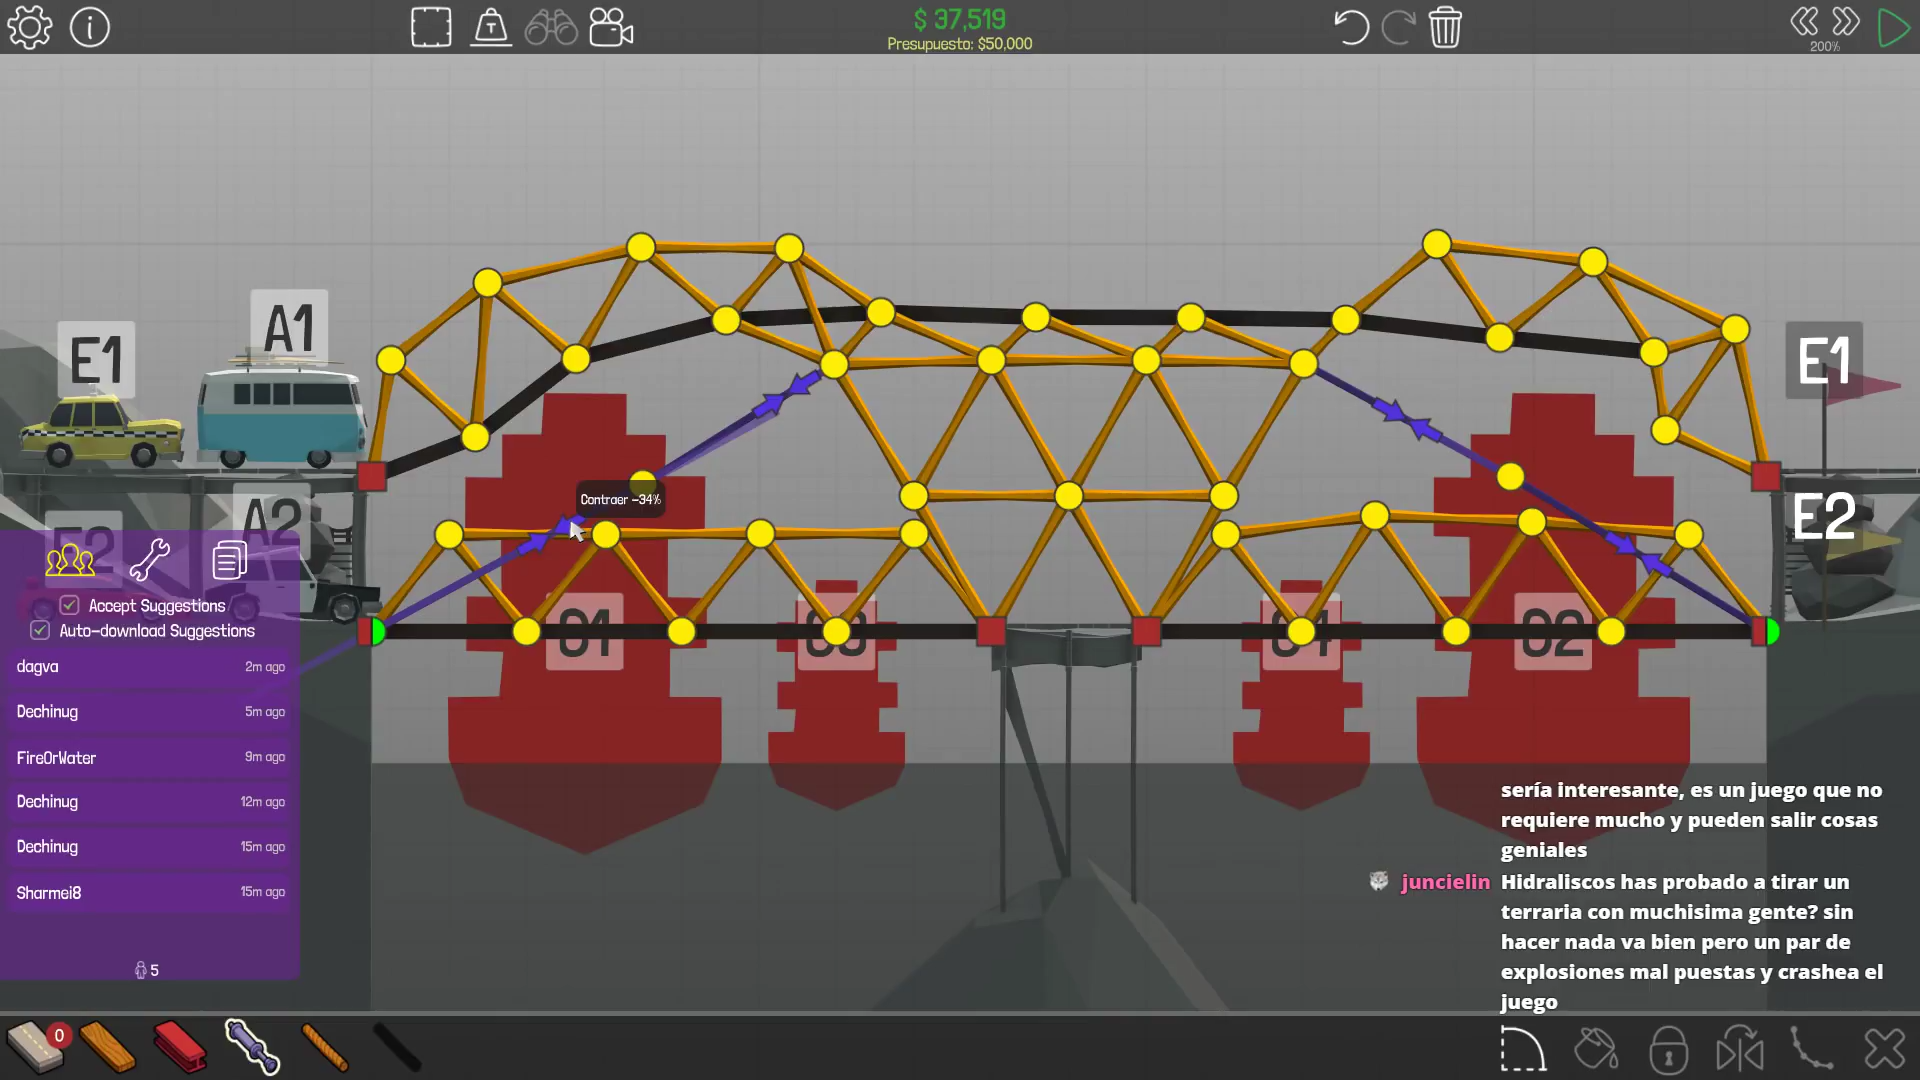 $ 37,519
Presupuesto: $50,000
200%
E1
A1
E1
A2
E2
E2
Contraer -34%
Accept Suggestions
Auto-download Suggestions
dagva 2m ago
Dechinug 5m ago
FireOrWater 9m ago
Dechinug 12m ago
Dechinug 15m ago
Sharmei8 15m ago
5
01
03
04
02
sería interesante, es un juego que no
requiere mucho y pueden salir cosas
geniales
juncielin Hidraliscos has probado a tirar un
terraria con muchisima gente? sin
hacer nada va bien pero un par de
explosiones mal puestas y crashea el
juego
0